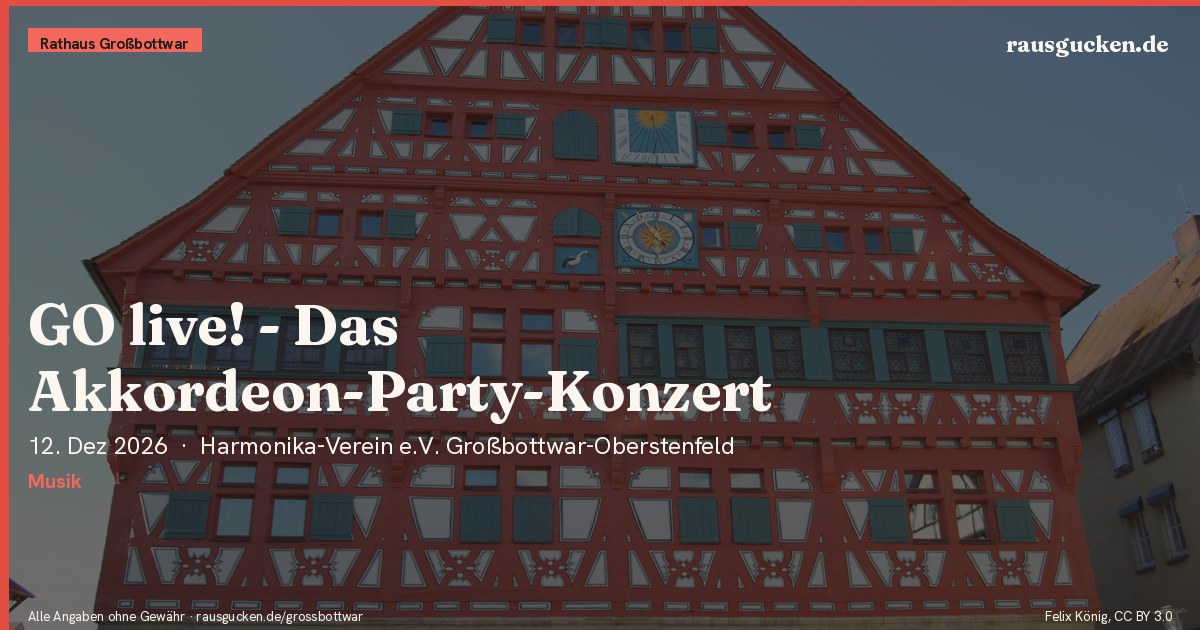 Rathaus Großbottwar
rausgucken.de
GO live! - Das
Akkordeon-Party-Konzert
12. Dez 2026 · Harmonika-Verein e.V. Großbottwar-Oberstenfeld
Musik
Alle Angaben ohne Gewähr · rausgucken.de/grossbottwar
Felix König, CC BY 3.0